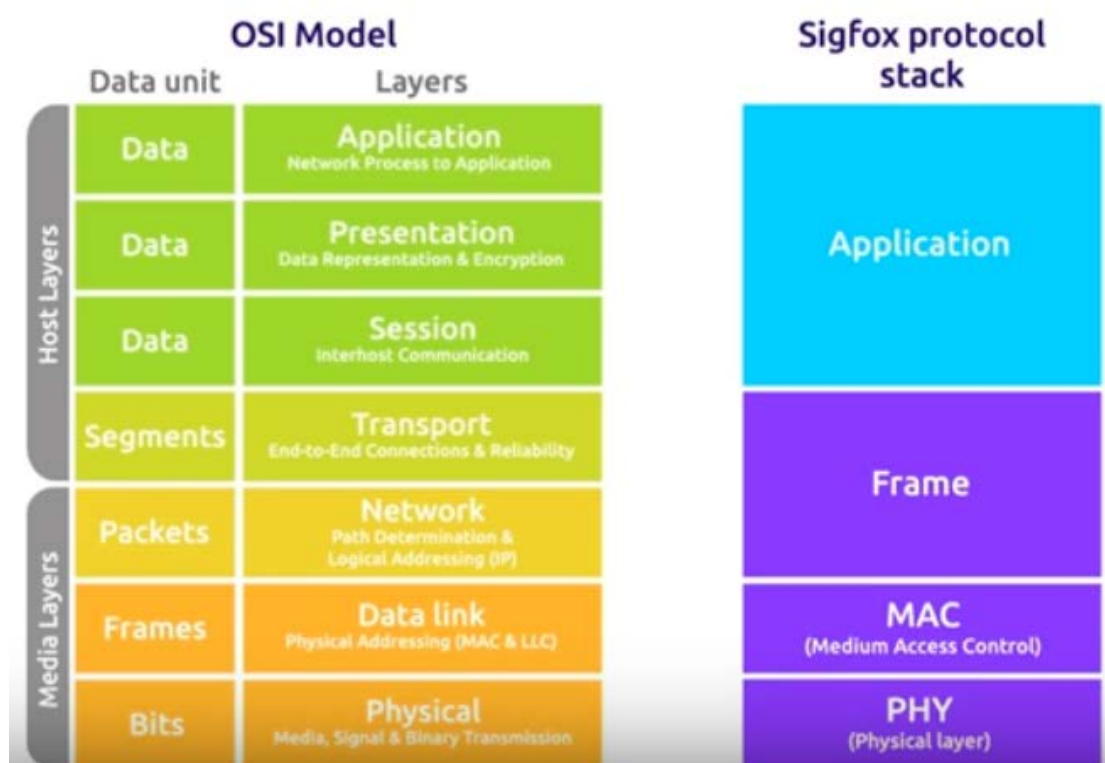 OSI Model
Data unit
Layers
Host Layers
Data
Application
Network Process to Application
Data
Presentation
Data Representation & Encryption
Data
Session
Interhost Communication
Segments
Transport
End-to-End Connections & Reliability
Media Layers
Packets
Network
Path Determination &
Logical Addressing (IP)
Frames
Data link
Physical Addressing (MAC & LLC)
Bits
Physical
Media, Signal & Binary Transmission
Sigfox protocol
stack
Application
Frame
MAC
(Medium Access Control)
PHY
(Physical layer)